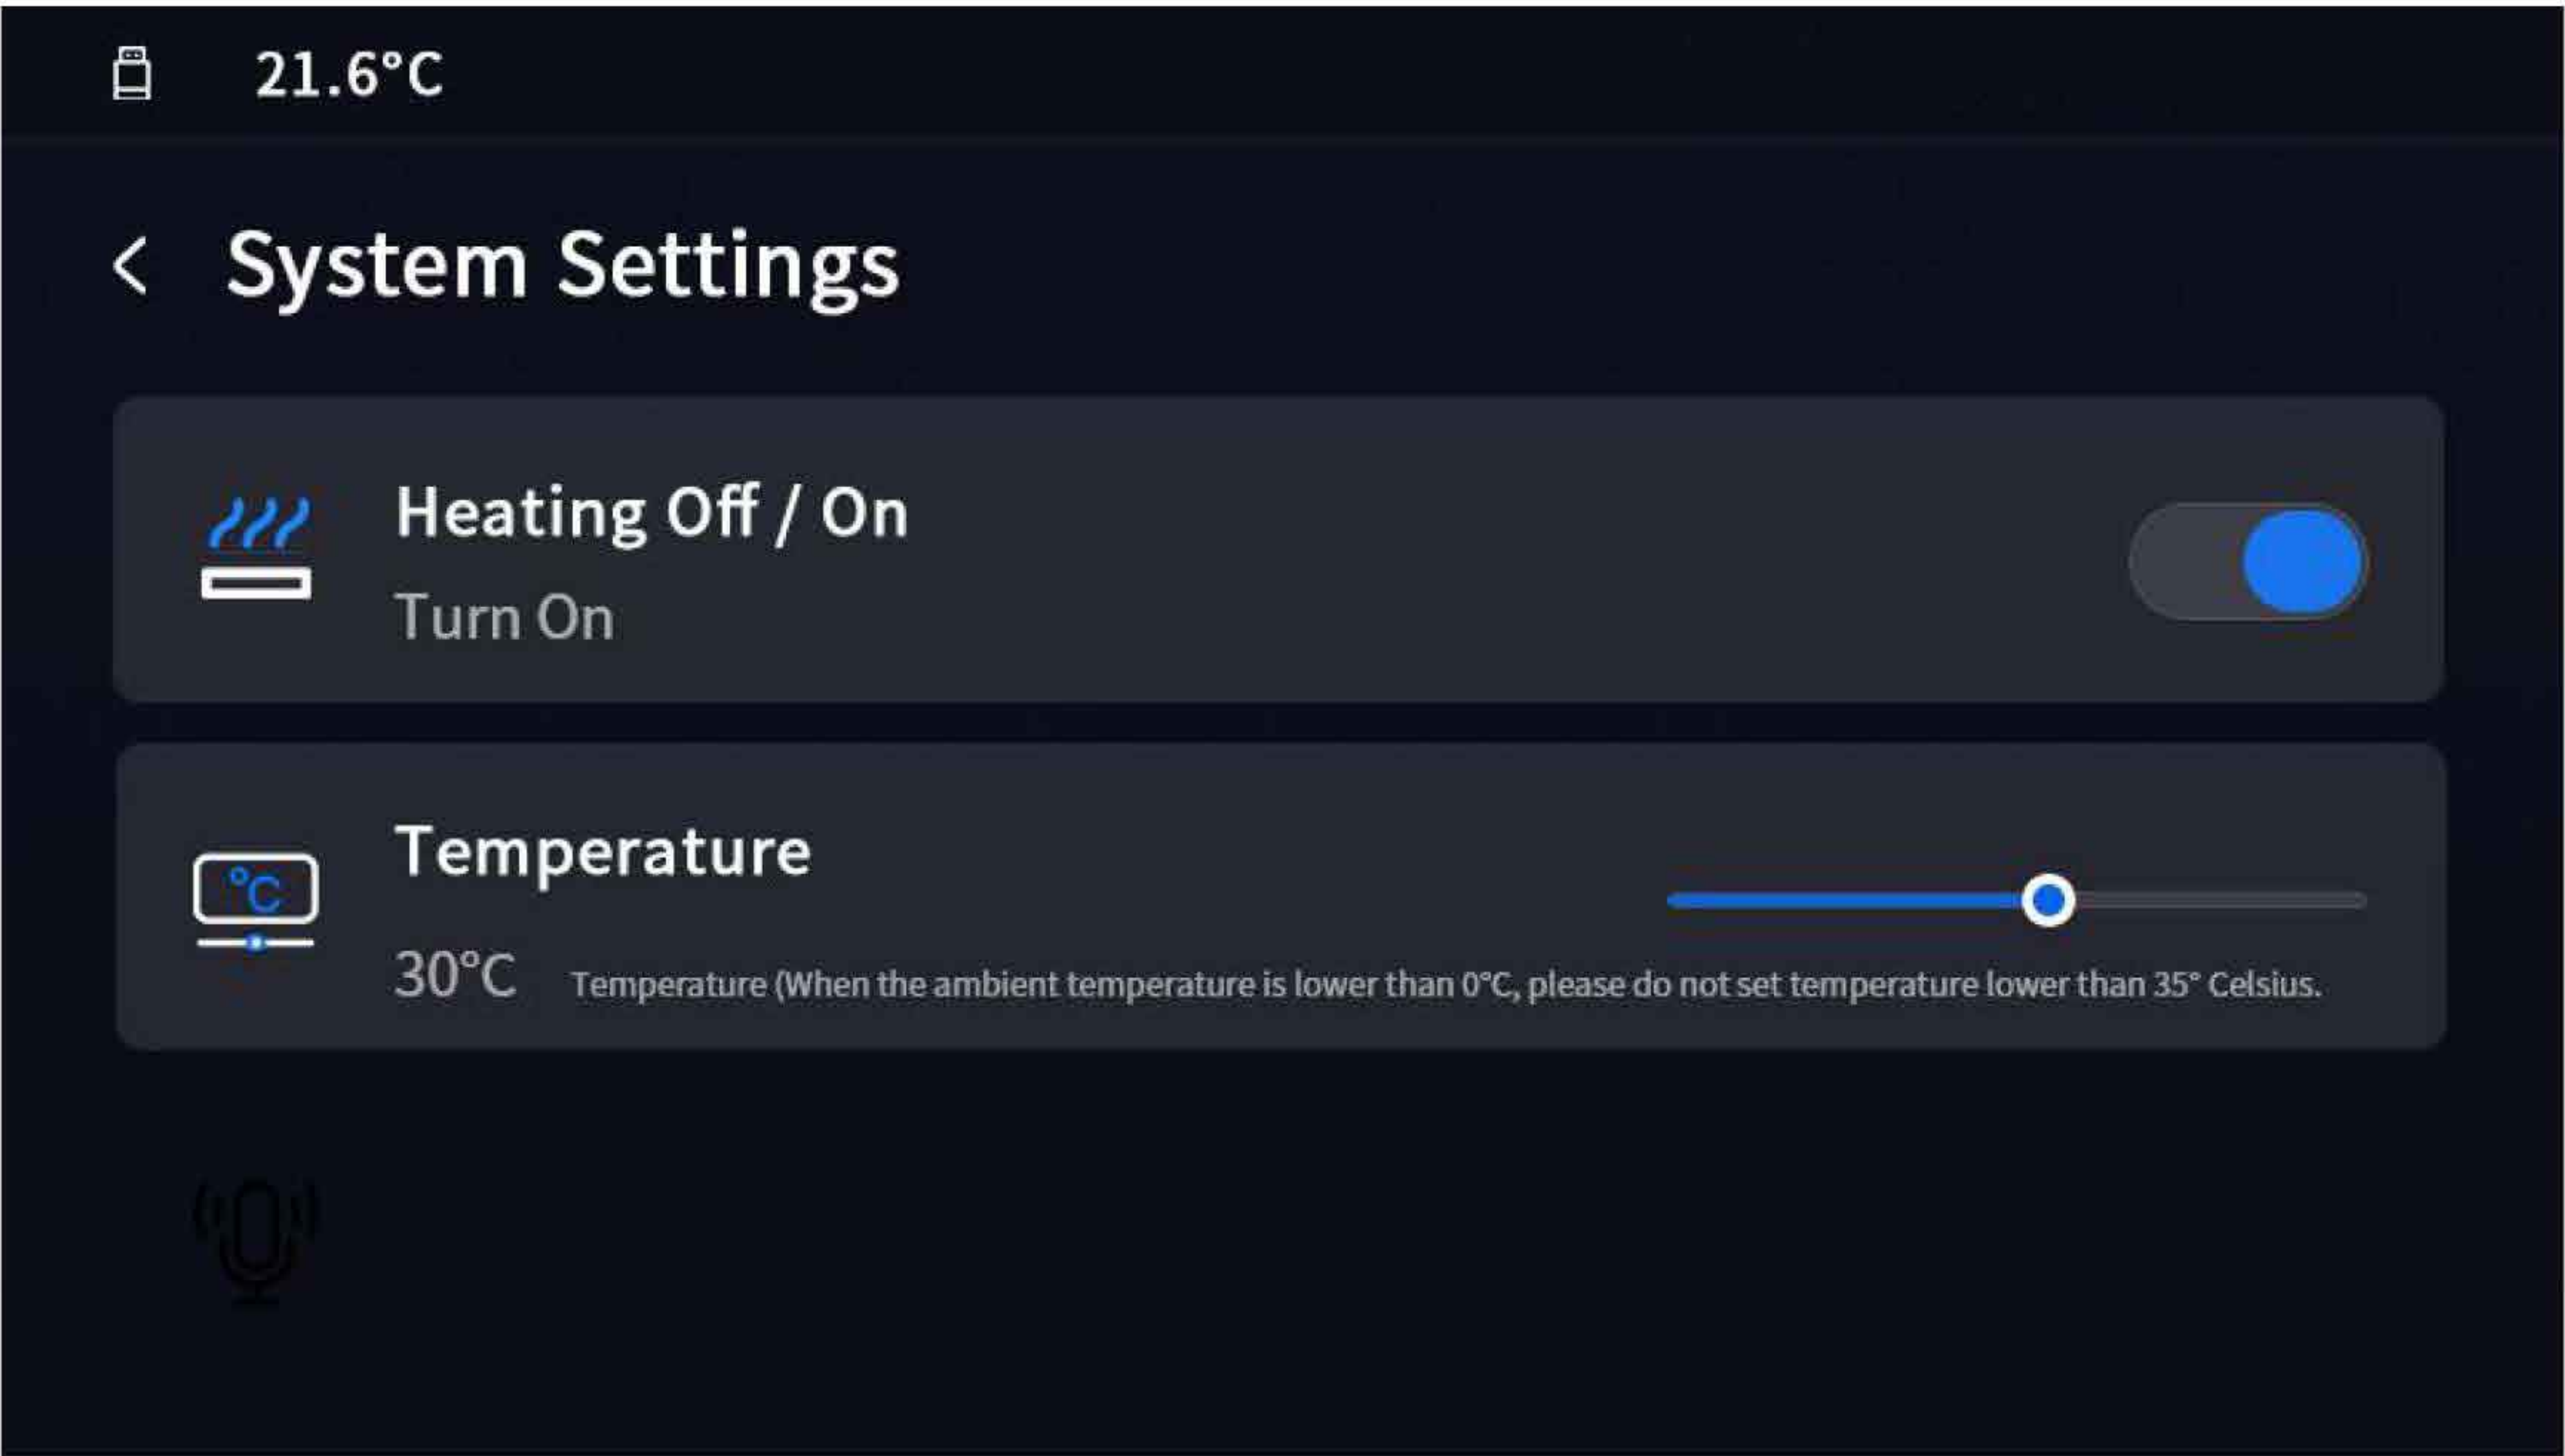 21.6°C
System Settings
Heating Off / On
Turn On
°C
Temperature
30°C Temperature (When the ambient temperature is lower than 0°C, please do not set temperature lower than 35° Celsius.